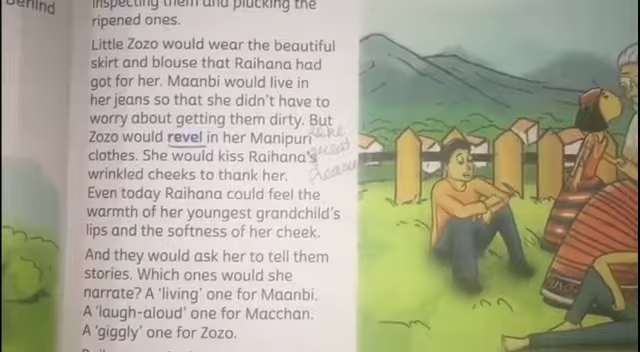 behind
inspecting them and plucking the
ripened ones.
Little Zozo would wear the beautiful
skirt and blouse that Raihana had
got for her. Maanbi would live in
her jeans so that she didn't have to
worry about getting them dirty. But
Zozo would revel in her Manipuri
clothes. She would kiss Raihana's
wrinkled cheeks to thank her.
Even today Raihana could feel the
warmth of her youngest grandchild's
lips and the softness of her cheek.
And they would ask her to tell them
stories. Which ones would she
narrate? A 'living' one for Maanbi.
A 'laugh-aloud' one for Macchan.
A 'giggly' one for Zozo.
take
great